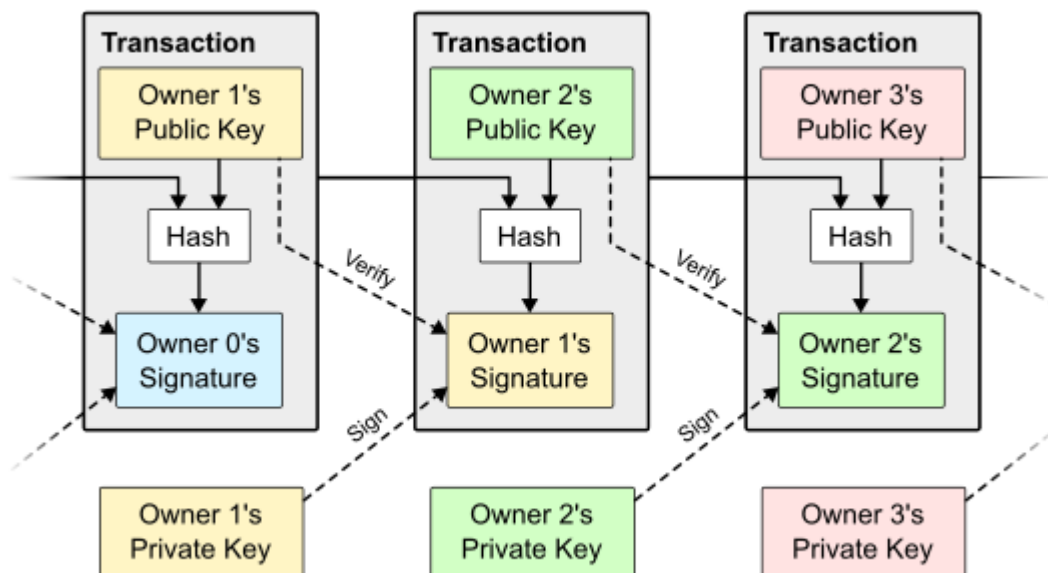 Transaction
Owner 1's
Public Key
Hash
Owner 0's
Signature
Transaction
Owner 2's
Public Key
Hash
Verify
Owner 1's
Signature
Sign
Transaction
Owner 3's
Public Key
Hash
Verify
Owner 2's
Signature
Sign
Owner 1's
Private Key
Owner 2's
Private Key
Owner 3's
Private Key